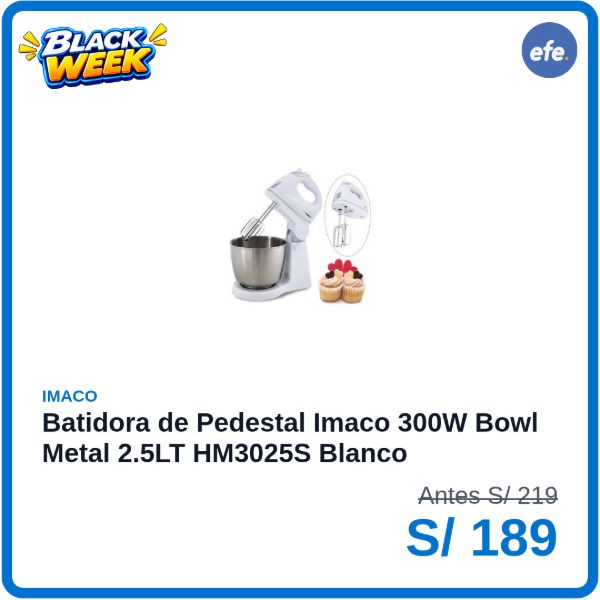 BLACK
WEEK
efe.
IMACO
Batidora de Pedestal Imaco 300W Bowl
Metal 2.5LT HM3025S Blanco
Antes S/ 219
S/ 189